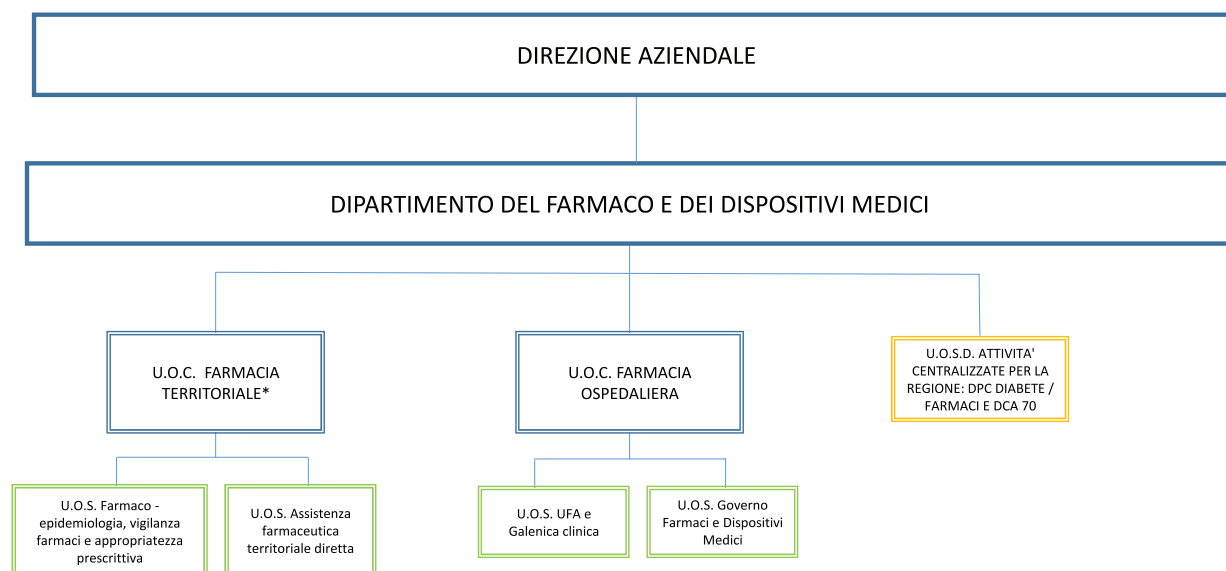 DIREZIONE AZIENDALE
DIPARTIMENTO DEL FARMACO E DEI DISPOSITIVI MEDICI
U.O.C. FARMACIA
TERRITORIALE*
U.O.C. FARMACIA
OSPEDALIERA
U.O.S.D. ATTIVITA'
CENTRALIZZATE PER LA
REGIONE: DPC DIABETE /
FARMACI E DCA 70
U.O.S. Farmaco -
epidemiologia, vigilanza
farmaci e appropriatezza
prescrittiva
U.O.S. Assistenza
farmaceutica
territoriale diretta
U.O.S. UFA e
Galenica clinica
U.O.S. Governo
Farmaci e Dispositivi
Medici